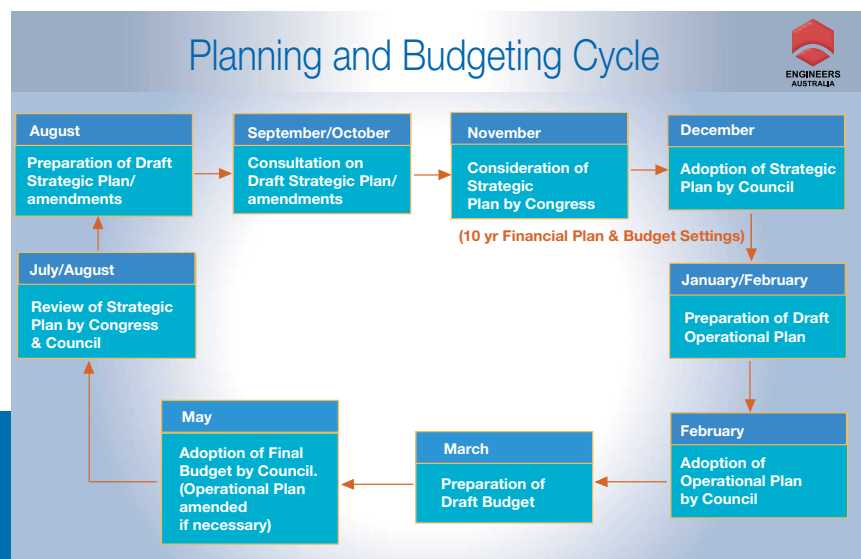 Planning and Budgeting Cycle
ENGINEERS
AUSTRALIA
August
Preparation of Draft
Strategic Plan/
amendments
September/October
Consultation on
Draft Strategic Plan/
amendments
November
Consideration of
Strategic
Plan by Congress
December
Adoption of Strategic
Plan by Council
(10 yr Financial Plan & Budget Settings)
January/February
Preparation of Draft
Operational Plan
February
Adoption of
Operational Plan
by Council
March
Preparation of
Draft Budget
May
Adoption of Final
Budget by Council.
(Operational Plan
amended
if necessary)
July/August
Review of Strategic
Plan by Congress
& Council